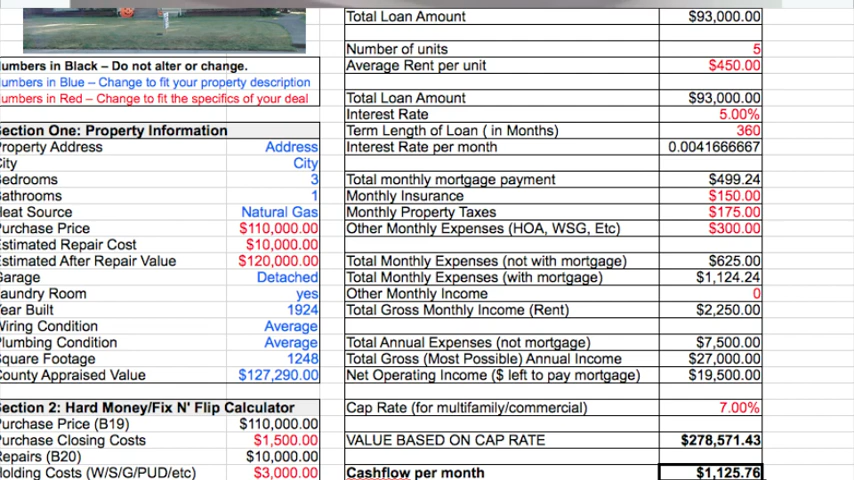 Total Loan Amount $93,000.00
Number of units 5
umbers in Black – Do not alter or change.
Average Rent per unit $450.00
umbers in Blue – Change to fit your property description
umbers in Red – Change to fit the specifics of your deal
Total Loan Amount $93,000.00
Interest Rate 5.00%
ection One: Property Information
Term Length of Loan ( in Months) 360
roperty Address Address
Interest Rate per month 0.0041666667
ity City
edrooms 3
Total monthly mortgage payment $499.24
athrooms 1
Monthly Insurance $150.00
eat Source Natural Gas
Monthly Property Taxes $175.00
urchase Price $110,000.00
Other Monthly Expenses (HOA, WSG, Etc) $300.00
stimated Repair Cost $10,000.00
stimated After Repair Value $120,000.00
Total Monthly Expenses (not with mortgage) $625.00
arage Detached
Total Monthly Expenses (with mortgage) $1,124.24
aundry Room yes
Other Monthly Income 0
ear Built 1924
Total Gross Monthly Income (Rent) $2,250.00
Wiring Condition Average
lumbing Condition Average
Total Annual Expenses (not mortgage) $7,500.00
quare Footage 1248
Total Gross (Most Possible) Annual Income $27,000.00
ounty Appraised Value $127,290.00
Net Operating Income ($ left to pay mortgage) $19,500.00
ection 2: Hard Money/Fix N' Flip Calculator
Cap Rate (for multifamily/commercial) 7.00%
urchase Price (B19) $110,000.00
urchase Closing Costs $1,500.00
VALUE BASED ON CAP RATE $278,571.43
epairs (B20) $10,000.00
olding Costs (W/S/G/PUD/etc) $3,000.00
Cashflow per month $1,125.76